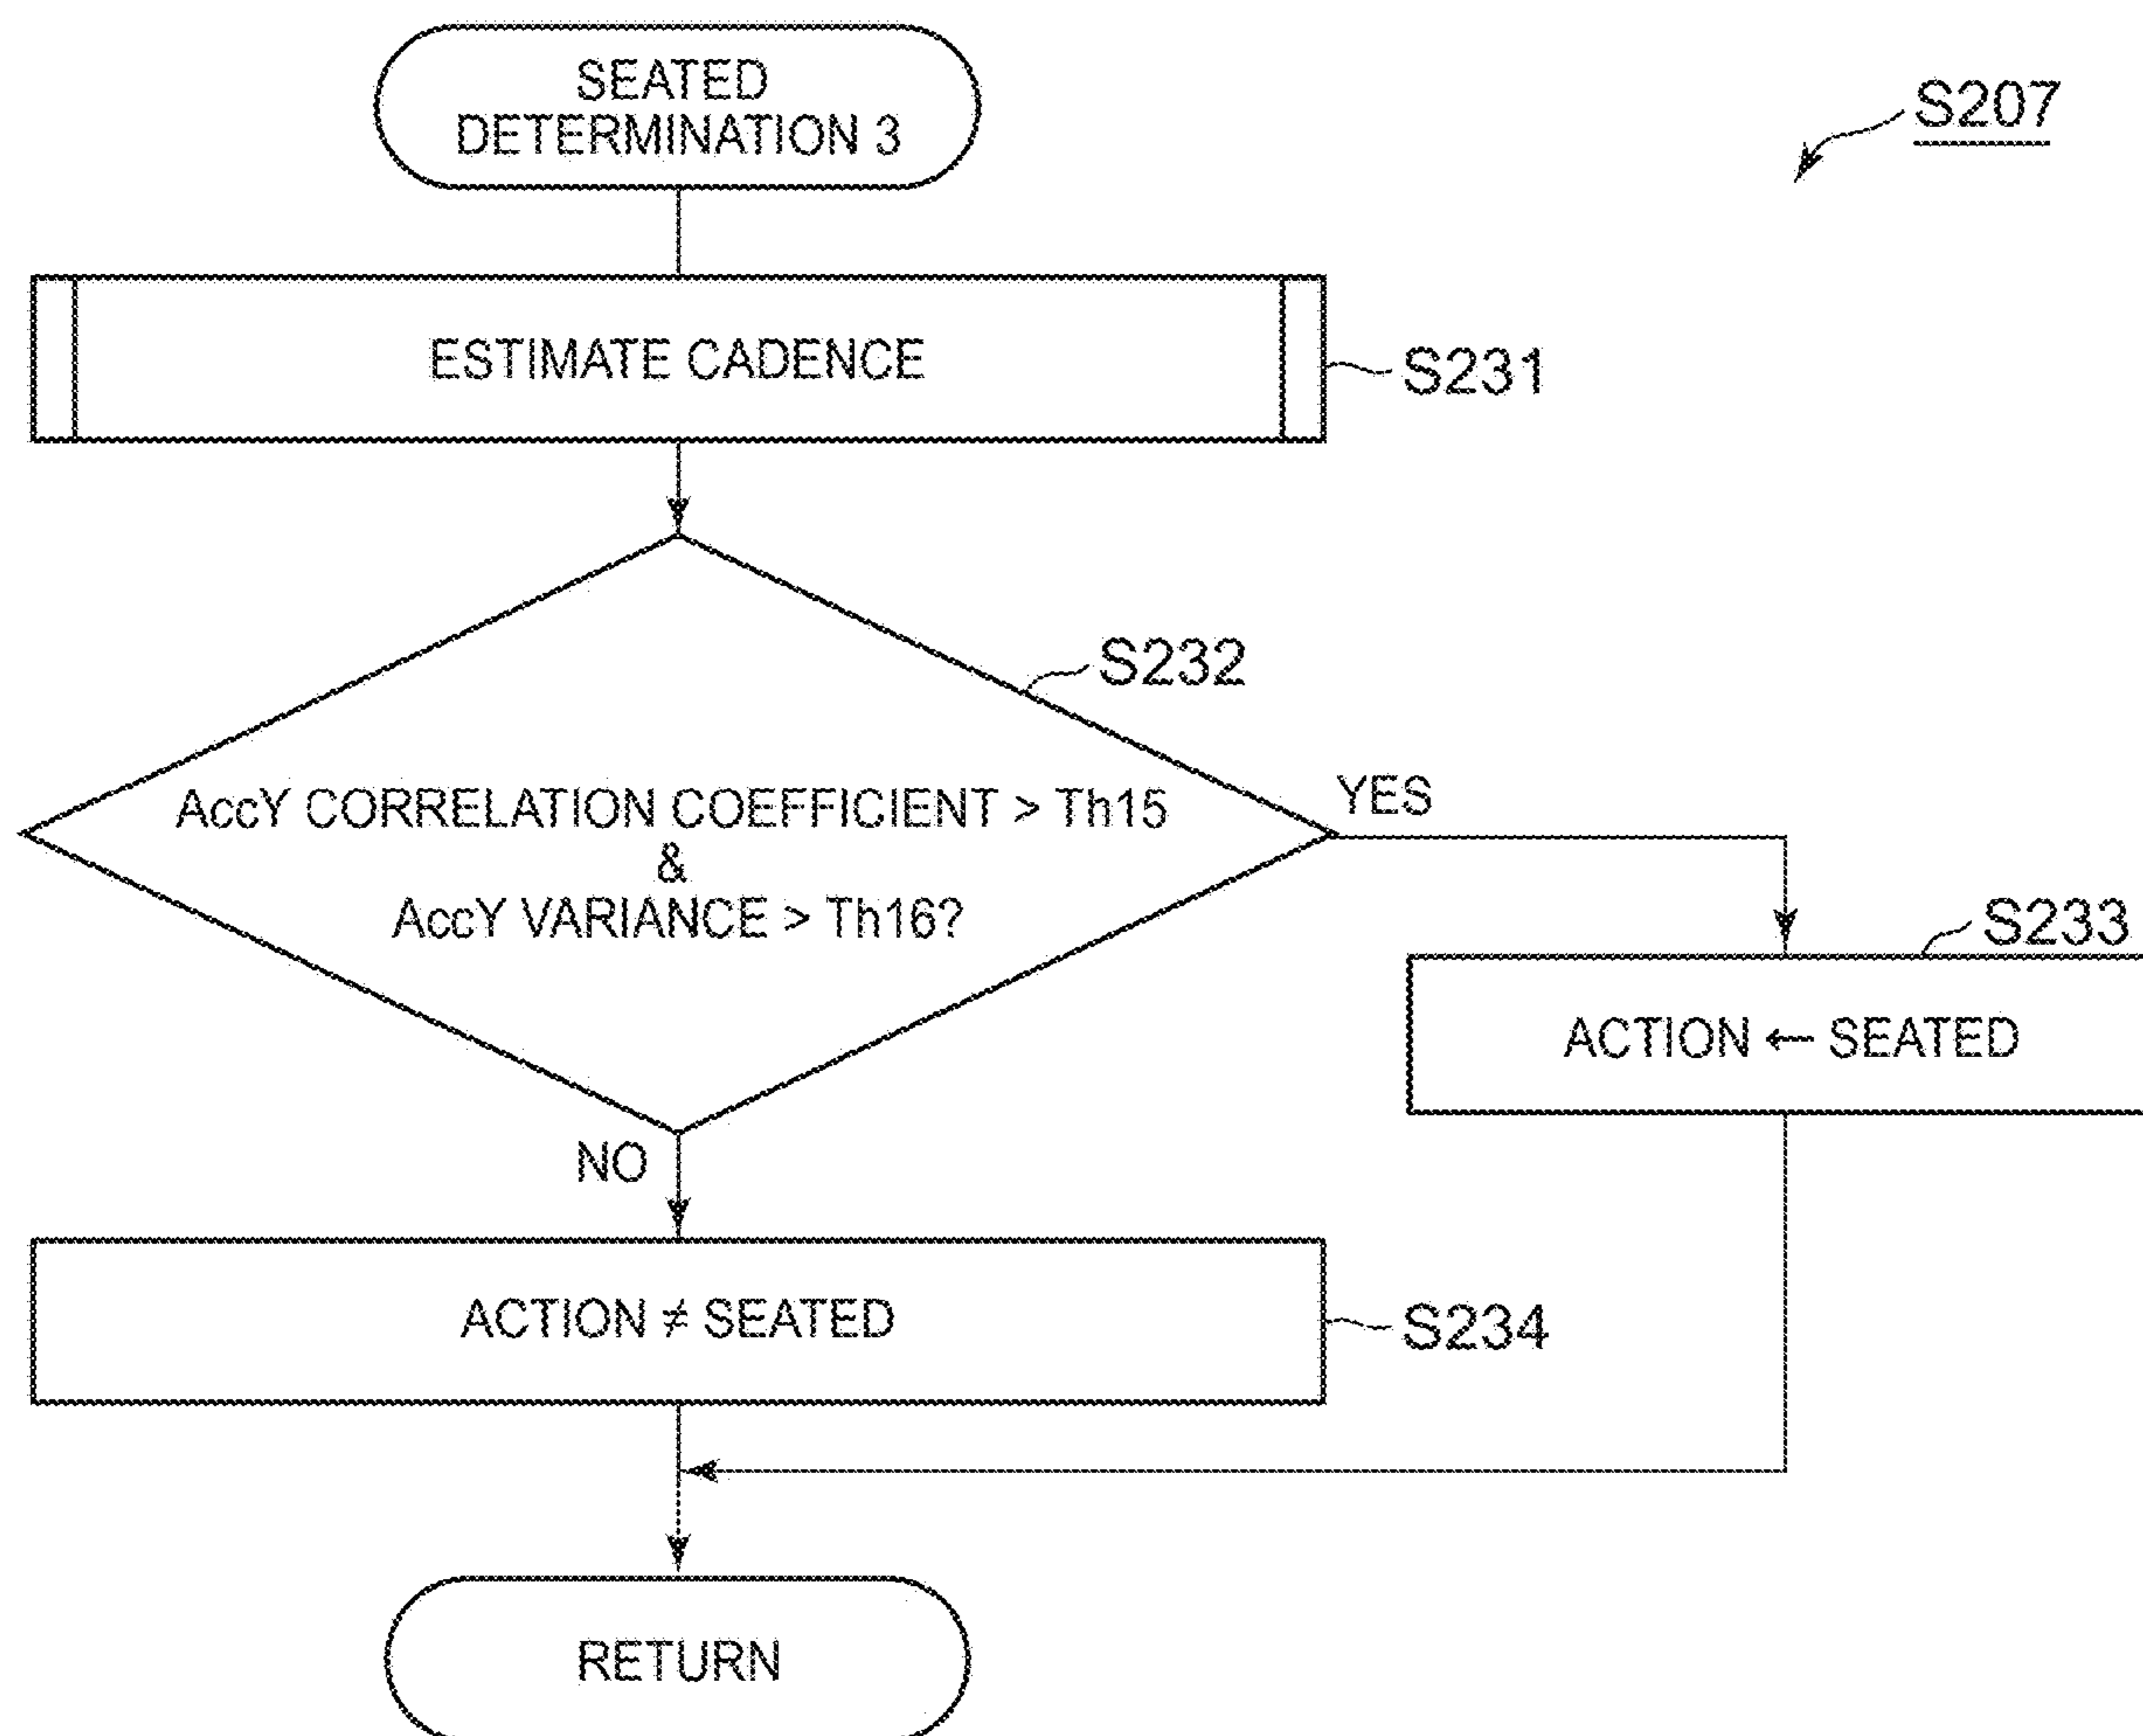 SEATED
DETERMINATION 3
S207
ESTIMATE CADENCE
S231
S232
AccY CORRELATION COEFFICIENT > Th15
&
AccY VARIANCE > Th16?
YES
S233
ACTION ← SEATED
NO
ACTION ≠ SEATED
S234
RETURN